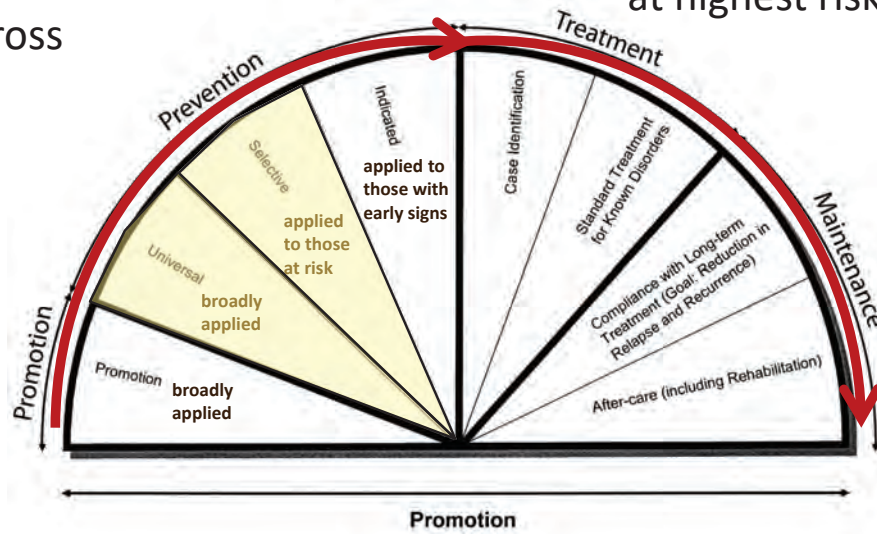 at highest risk
ross
Prevention
Treatment
Maintenance
Promotion
Promotion
broadly
applied
Universal
broadly
applied
Selective
applied
to those
at risk
Indicated
applied to
those with
early signs
Case Identification
Standard Treatment
for Known Disorders
Compliance with Long-term
Treatment (Goal: Reduction in
Relapse and Recurrence)
After-care (including Rehabilitation)
Promotion